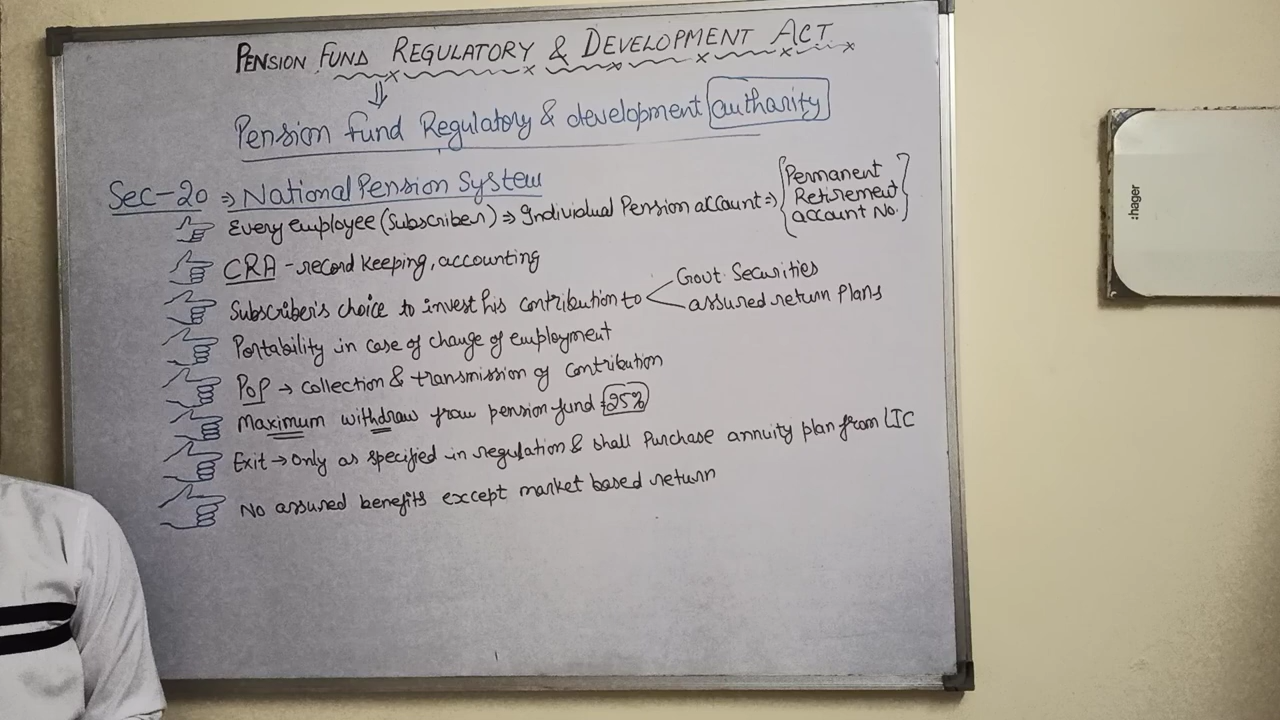 PENSION FUND REGULATORY & DEVELOPMENT ACT
⇓
Pension fund Regulatory & development authority
Sec-20 ⇒ National Pension System
Every employee (Subscriber) ⇒ Individual Pension account ⇒ {Permanent Retirement account No.}
CRA - record keeping, accounting
Subscriber's choice to invest his contribution to < Govt. Securities
assured return Plans
Portability in case of change of employment
PoP → collection & transmission of contribution
Maximum withdraw from pension fund 25%
Exit → Only as specified in regulation & shall Purchase annuity plan from LIC
No assured benefits except market based return
:hager